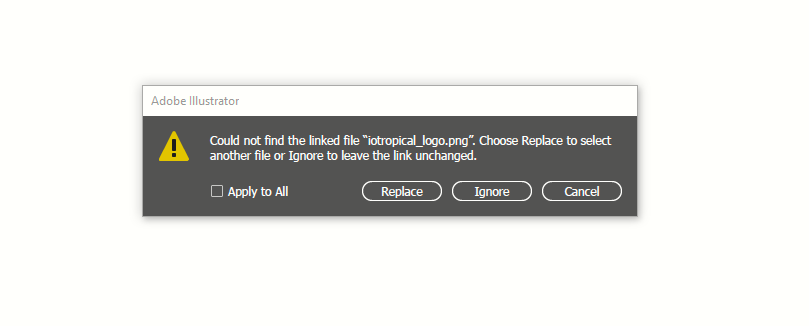 Adobe Illustrator
Could not find the linked file “iotropical_logo.png”. Choose Replace to select
another file or Ignore to leave the link unchanged.
Apply to All
Replace
Ignore
Cancel